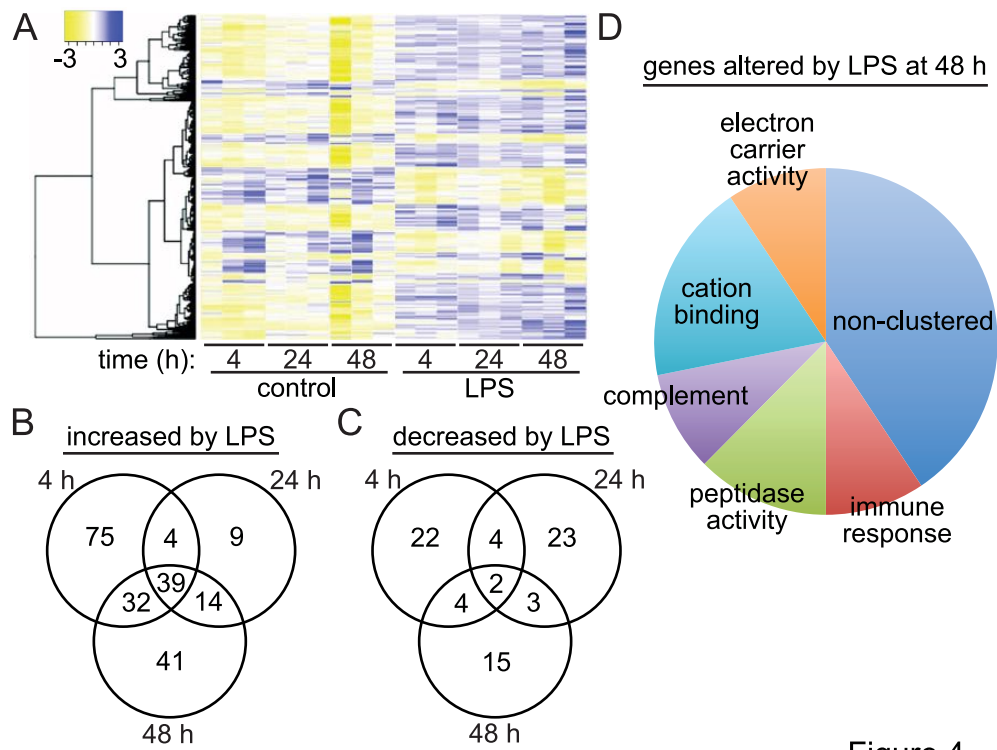 A
-3 3
time (h): 4 24 48 4 24 48
control LPS
B
increased by LPS
4 h
24 h
75 4 9
39
32 14
41
48 h
C
decreased by LPS
4 h
24 h
22 4 23
2
4 3
15
48 h
D
genes altered by LPS at 48 h
electron
carrier
activity
cation
binding
non-clustered
complement
peptidase
activity
immune
response